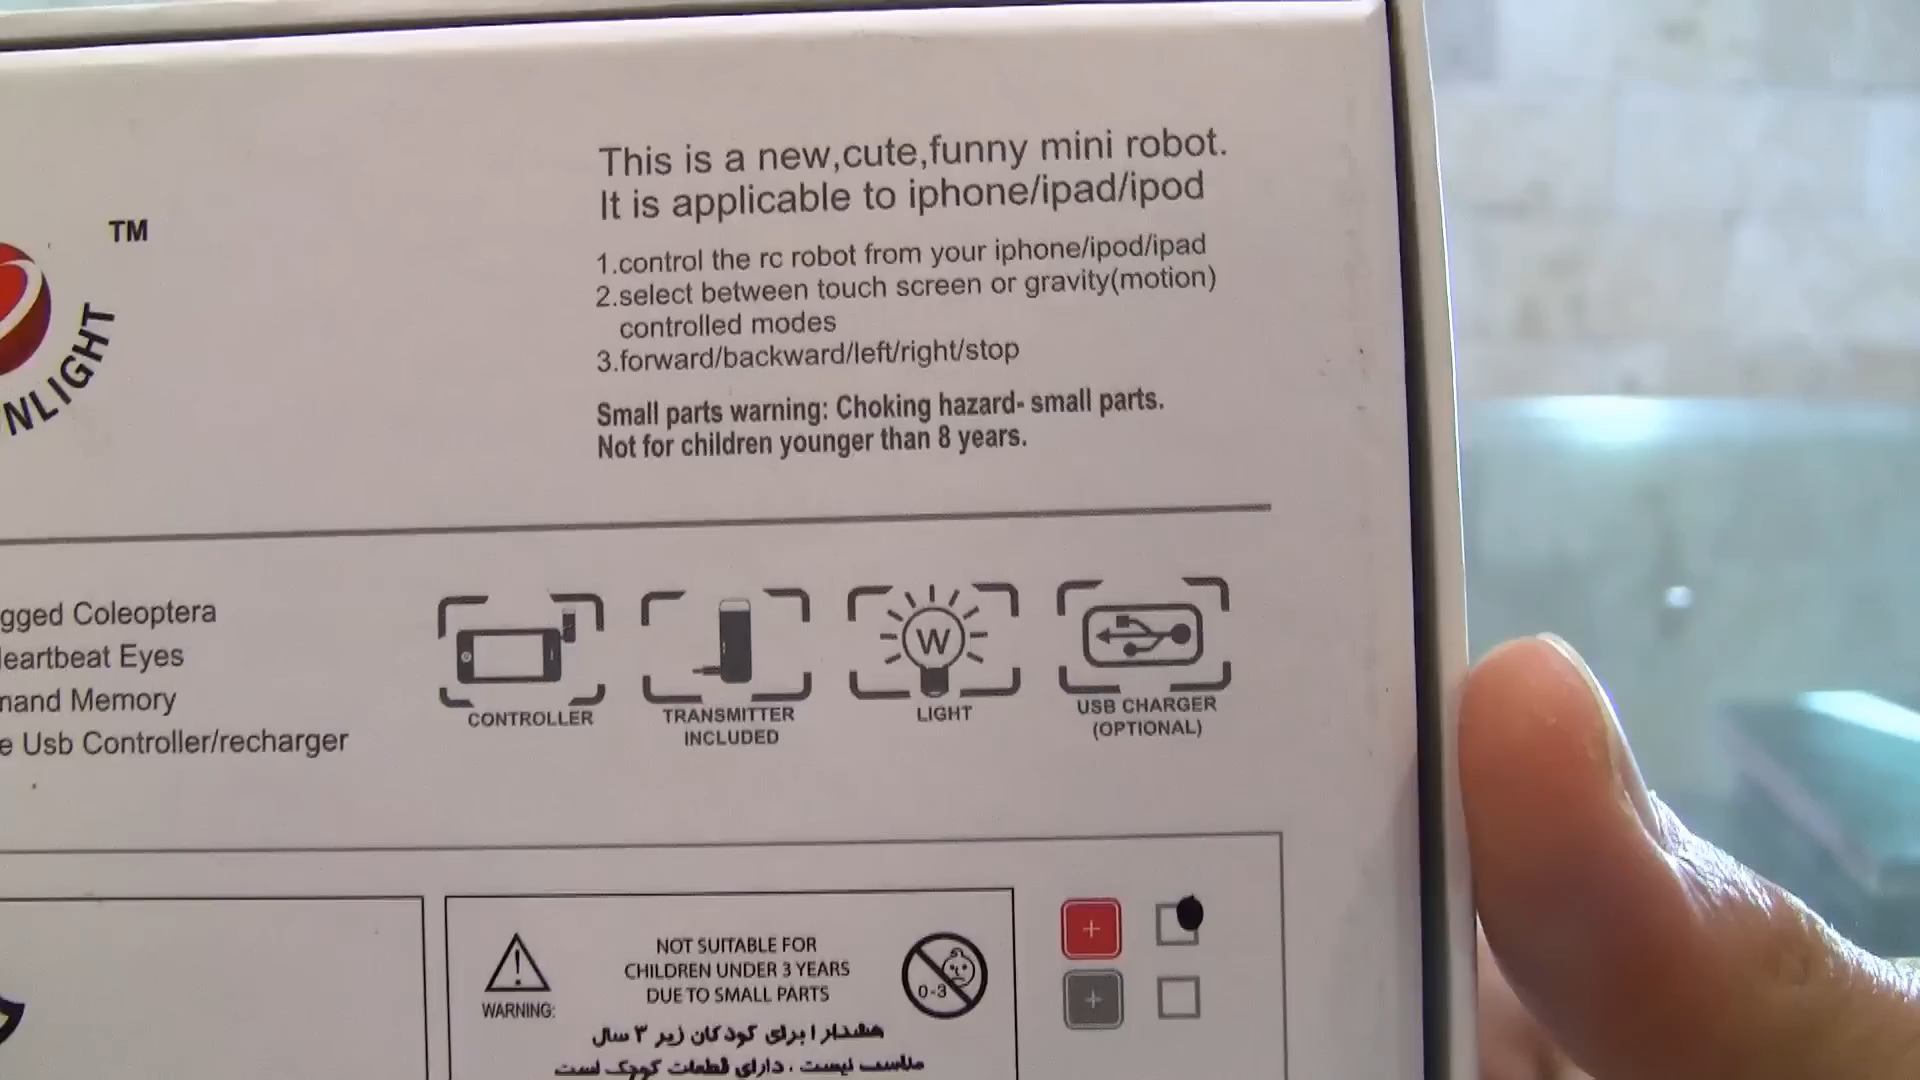 This is a new,cute,funny mini robot.
It is applicable to iphone/ipad/ipod
TM
NLIGHT
1.control the rc robot from your iphone/ipod/ipad
2.select between touch screen or gravity(motion)
controlled modes
3.forward/backward/left/right/stop
Small parts warning: Choking hazard- small parts.
Not for children younger than 8 years.
gged Coleoptera
eartbeat Eyes
mand Memory
e Usb Controller/recharger
W
CONTROLLER
TRANSMITTER
INCLUDED
LIGHT
USB CHARGER
(OPTIONAL)
NOT SUITABLE FOR
CHILDREN UNDER 3 YEARS
DUE TO SMALL PARTS
WARNING:
0-3
هشدار ! برای کودکان زیر ۳ سال
مناسب نیست . دارای قطعات کوچک است